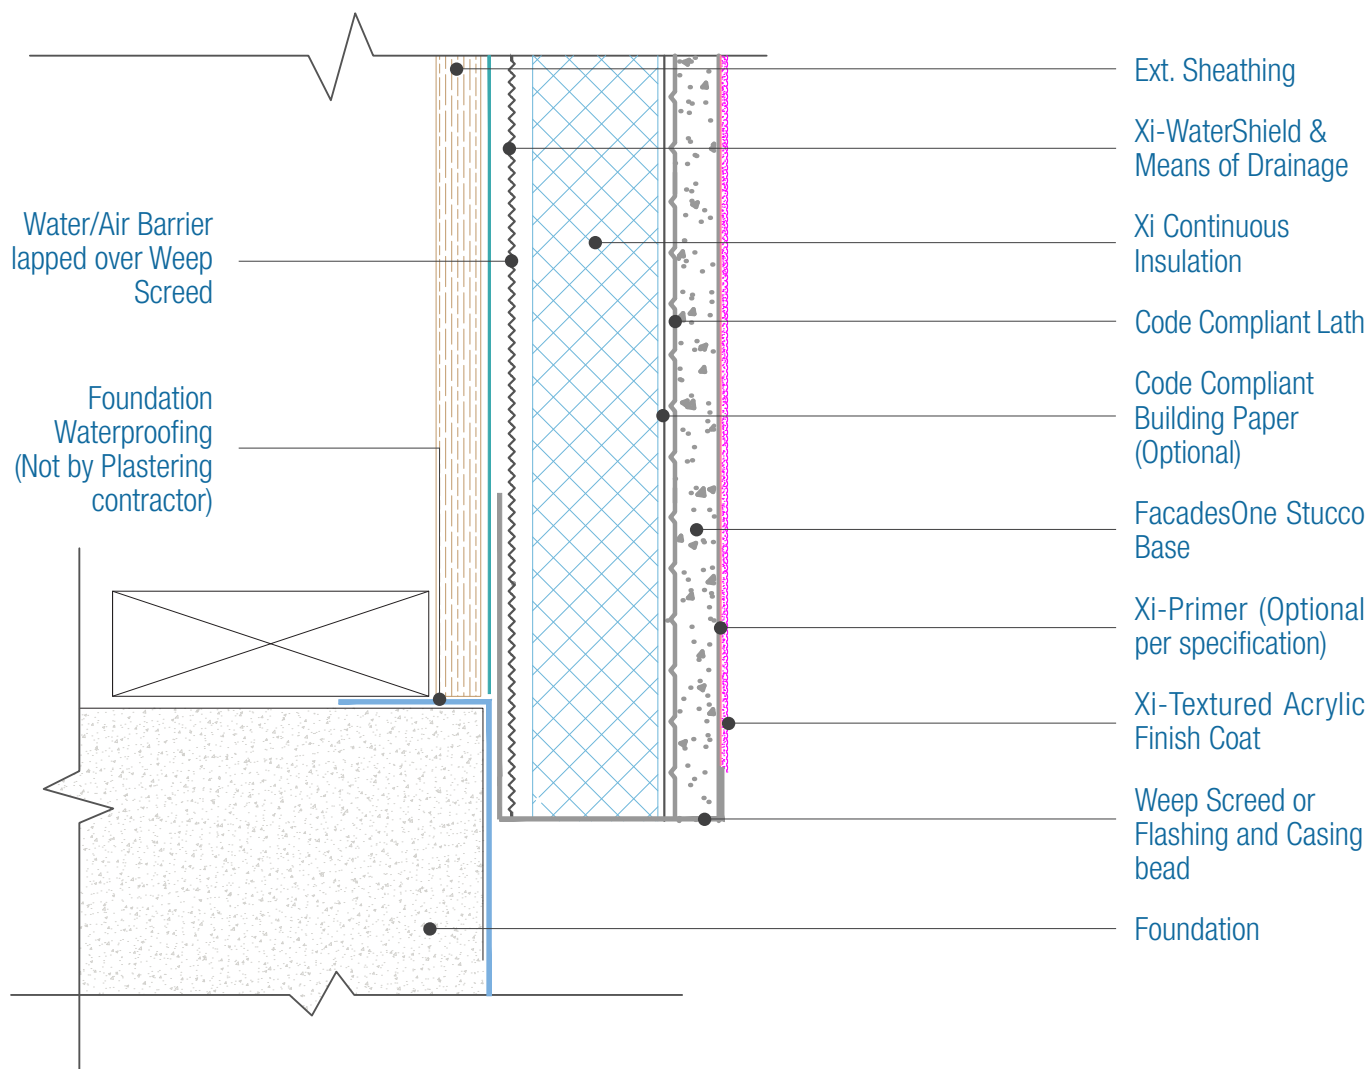 Water/Air Barrier
lapped over Weep
Screed
Foundation
Waterproofing
(Not by Plastering
contractor)
Ext. Sheathing
Xi-WaterShield &
Means of Drainage
Xi Continuous
Insulation
Code Compliant Lath
Code Compliant
Building Paper
(Optional)
FacadesOne Stucco
Base
Xi-Primer (Optional
per specification)
Xi-Textured Acrylic
Finish Coat
Weep Screed or
Flashing and Casing
bead
Foundation